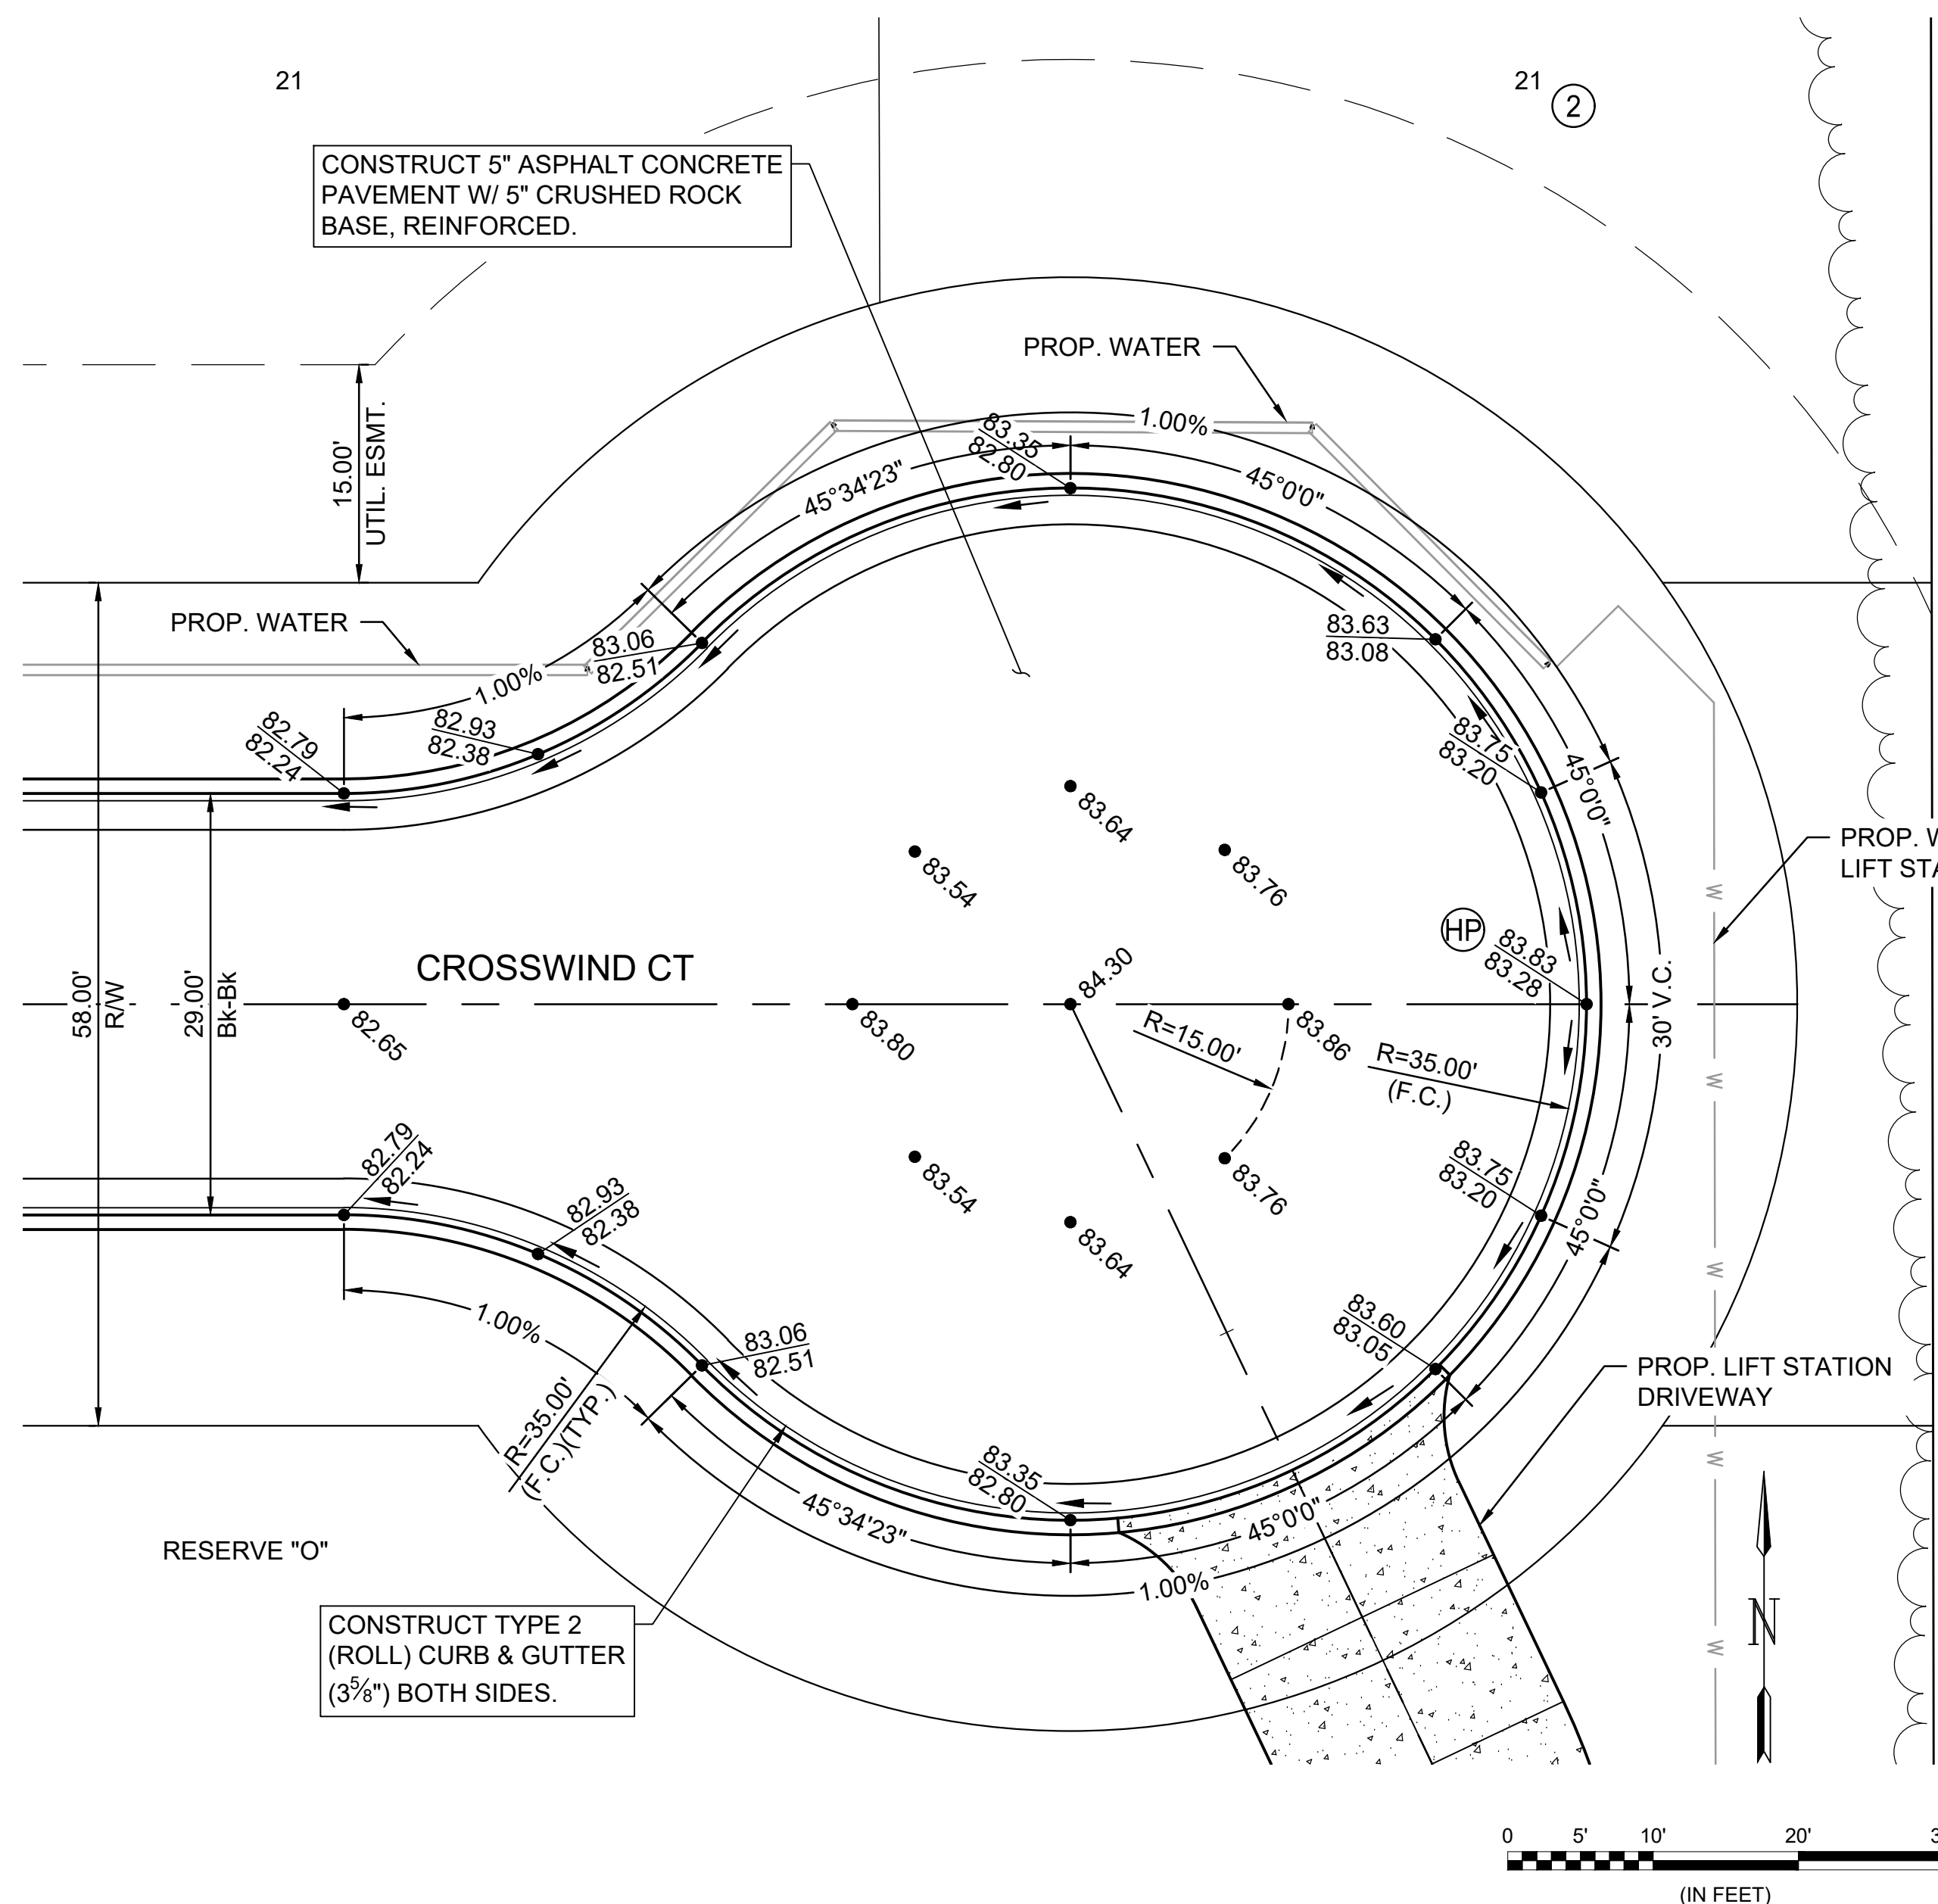 21
21
2
CONSTRUCT 5" ASPHALT CONCRETE
PAVEMENT W/ 5" CRUSHED ROCK
BASE, REINFORCED.
PROP. WATER
15.00'
UTIL. ESMT.
83.35
82.80
1.00%
45°34'23"
45°0'0"
PROP. WATER
83.06
82.51
83.63
83.08
1.00%
82.79
82.24
82.93
82.38
83.75
83.20
45°0'0"
83.64
83.54
83.76
PROP. W
LIFT STA
HP
83.83
83.28
CROSSWIND CT
58.00'
R/W
29.00'
Bk-Bk
84.30
30' V.C.
82.65
83.80
83.86
R=15.00'
R=35.00'
(F.C.)
82.79
82.24
82.93
82.38
83.54
83.76
83.75
83.20
45°0'0"
83.64
1.00%
83.06
82.51
83.60
83.05
PROP. LIFT STATION
DRIVEWAY
R=35.00'
(F.C.)(TYP.)
83.35
82.80
45°34'23"
45°0'0"
1.00%
RESERVE "O"
CONSTRUCT TYPE 2
(ROLL) CURB & GUTTER
(3⅝") BOTH SIDES.
W
W
W
W
W
N
0 5' 10' 20' 3
(IN FEET)